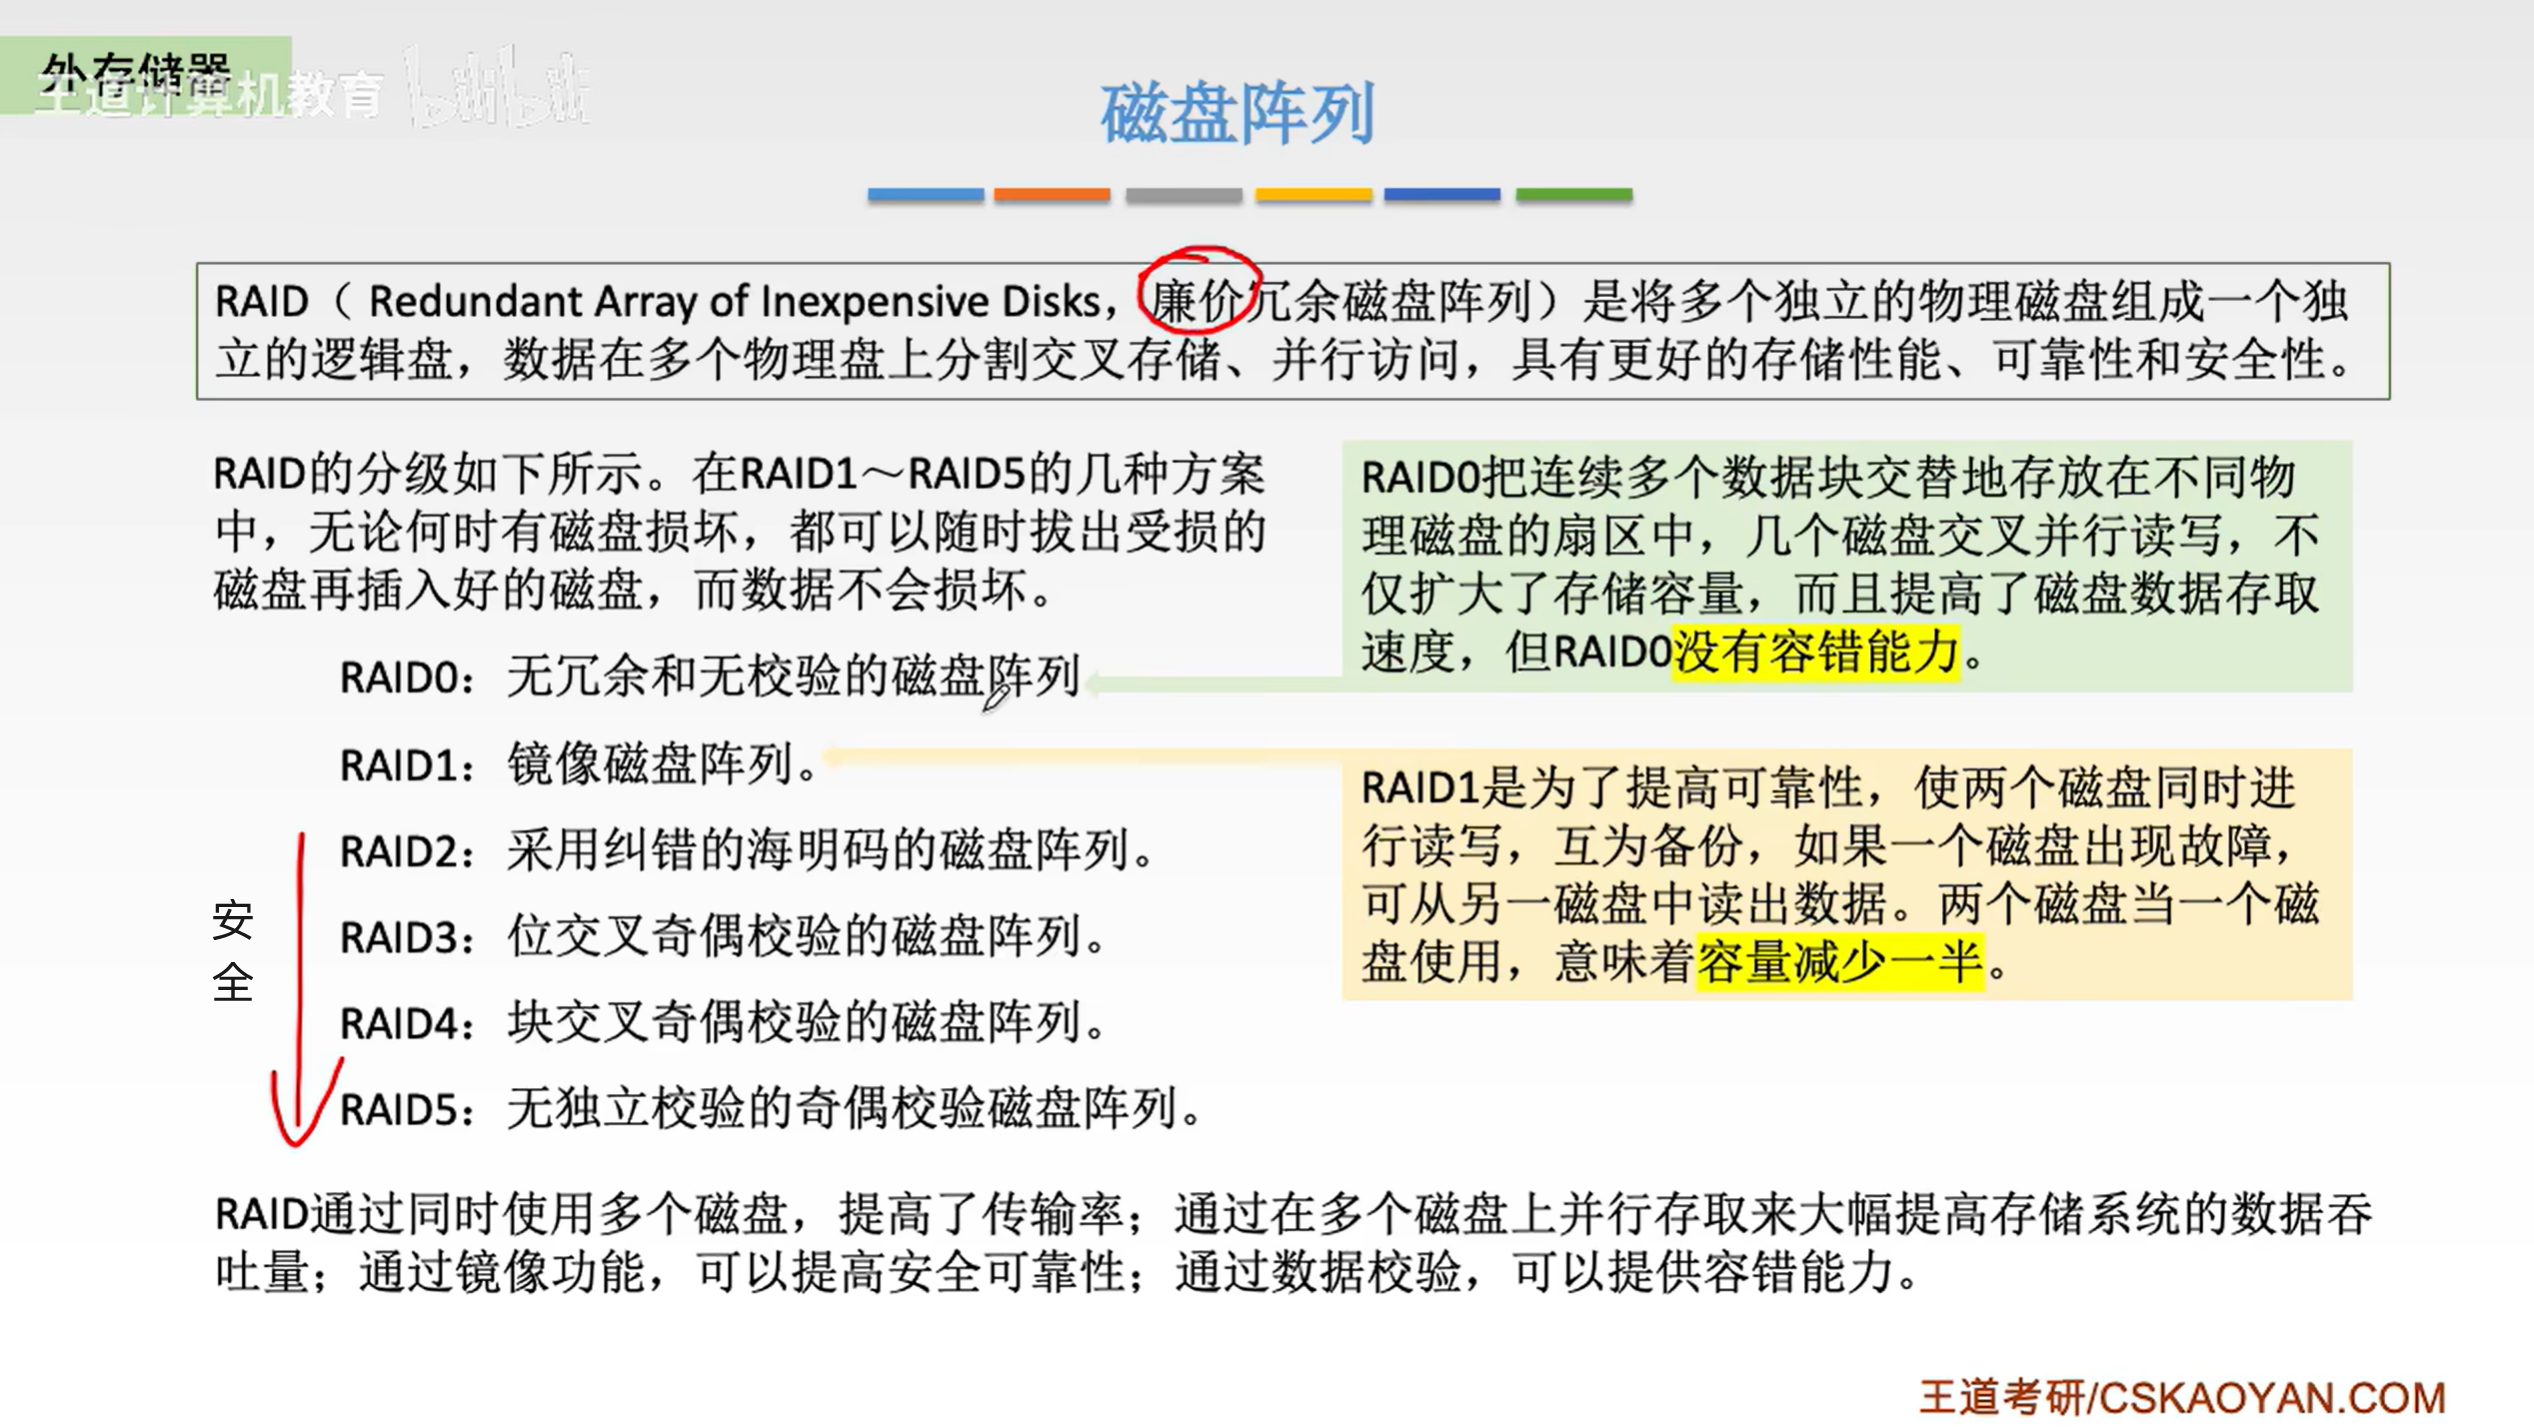 外存储器
王道计算机教育 bilibili
磁盘阵列
RAID（ Redundant Array of Inexpensive Disks，廉价冗余磁盘阵列）是将多个独立的物理磁盘组成一个独
立的逻辑盘，数据在多个物理盘上分割交叉存储、并行访问，具有更好的存储性能、可靠性和安全性。
RAID的分级如下所示。在RAID1～RAID5的几种方案
中，无论何时有磁盘损坏，都可以随时拔出受损的
磁盘再插入好的磁盘，而数据不会损坏。
RAID0把连续多个数据块交替地存放在不同物
理磁盘的扇区中，几个磁盘交叉并行读写，不
仅扩大了存储容量，而且提高了磁盘数据存取
速度，但RAID0没有容错能力。
RAID0：无冗余和无校验的磁盘阵列
RAID1：镜像磁盘阵列。
RAID1是为了提高可靠性，使两个磁盘同时进
行读写，互为备份，如果一个磁盘出现故障，
可从另一磁盘中读出数据。两个磁盘当一个磁
盘使用，意味着容量减少一半。
RAID2：采用纠错的海明码的磁盘阵列。
RAID3：位交叉奇偶校验的磁盘阵列。
RAID4：块交叉奇偶校验的磁盘阵列。
RAID5：无独立校验的奇偶校验磁盘阵列。
安
全
RAID通过同时使用多个磁盘，提高了传输率；通过在多个磁盘上并行存取来大幅提高存储系统的数据吞
吐量；通过镜像功能，可以提高安全可靠性；通过数据校验，可以提供容错能力。
王道考研/CSKAOYAN.COM